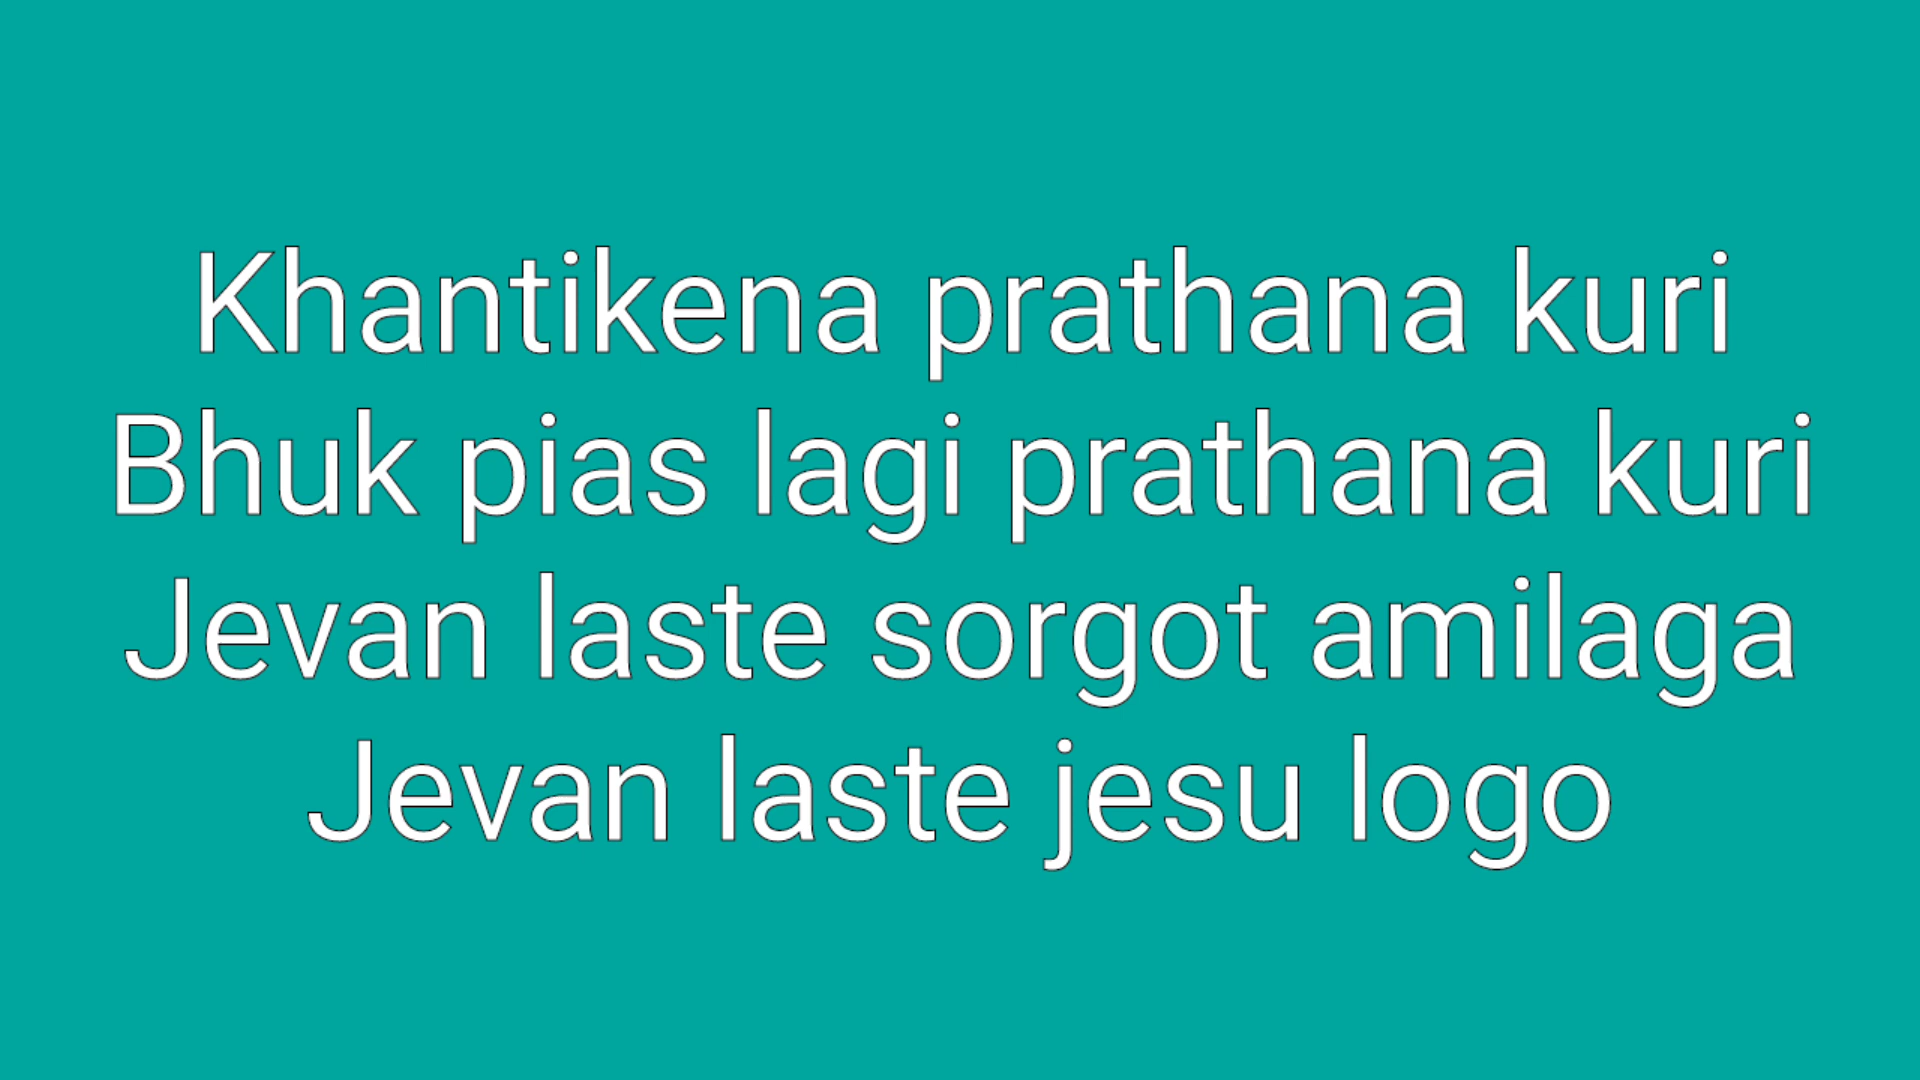 Khantikena prathana kuri
Bhuk pias lagi prathana kuri
Jevan laste sorgot amilaga
Jevan laste jesu logo